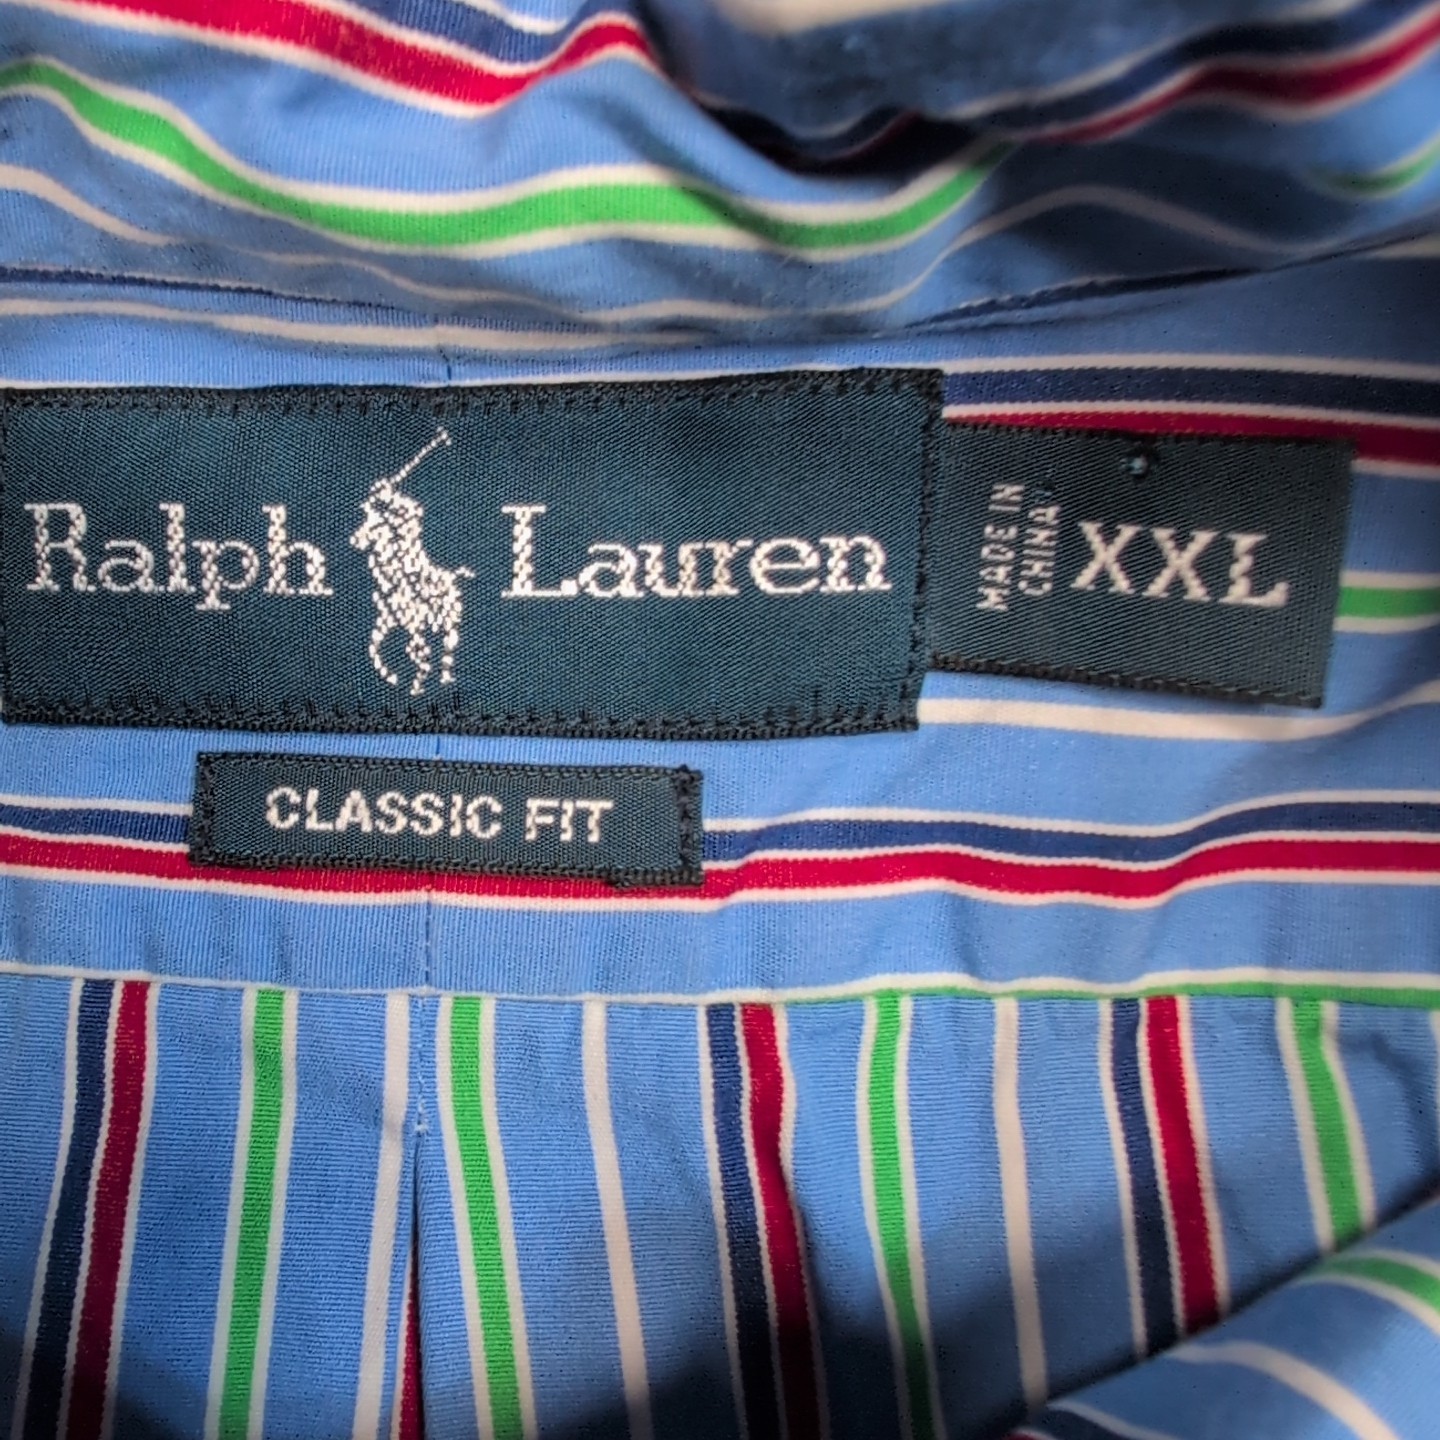 Ralph Lauren
MADE IN
CHINA
XXL
CLASSIC FIT